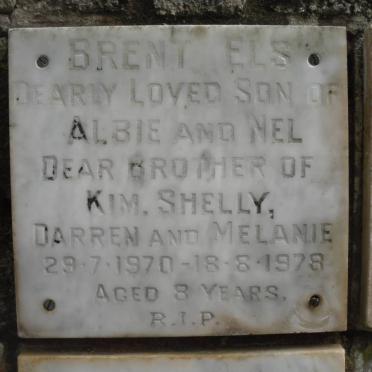 BRENT ELS
DEARLY LOVED SON OF
ALBIE AND NEL
DEAR BROTHER OF
KIM, SHELLY,
DARREN AND MELANIE
29·7·1970-18·8·1978
AGED 8 YEARS.
R.I.P.